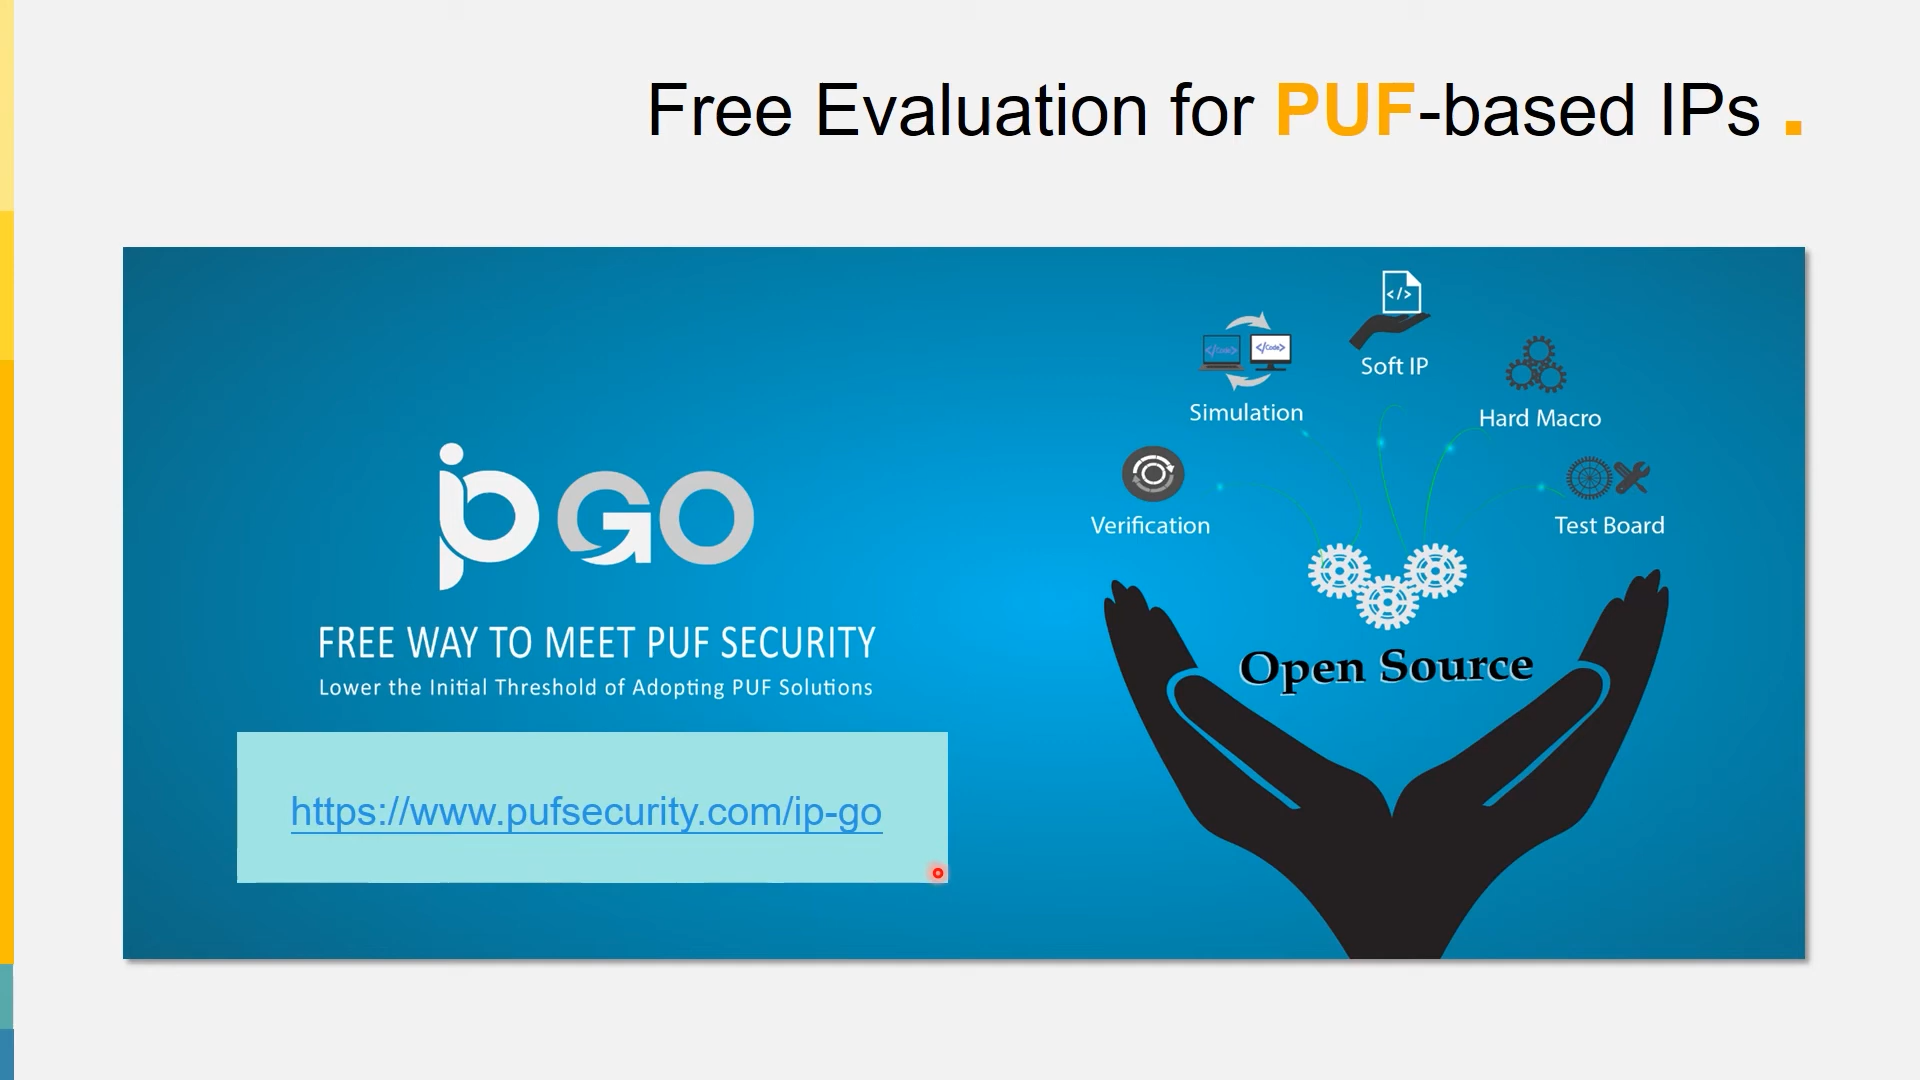 Free Evaluation for PUF-based IPs .
ip GO
FREE WAY TO MEET PUF SECURITY
Lower the Initial Threshold of Adopting PUF Solutions
https://www.pufsecurity.com/ip-go
</>
Soft IP
</Code>
</Code>
Simulation
Hard Macro
Verification
Test Board
Open Source